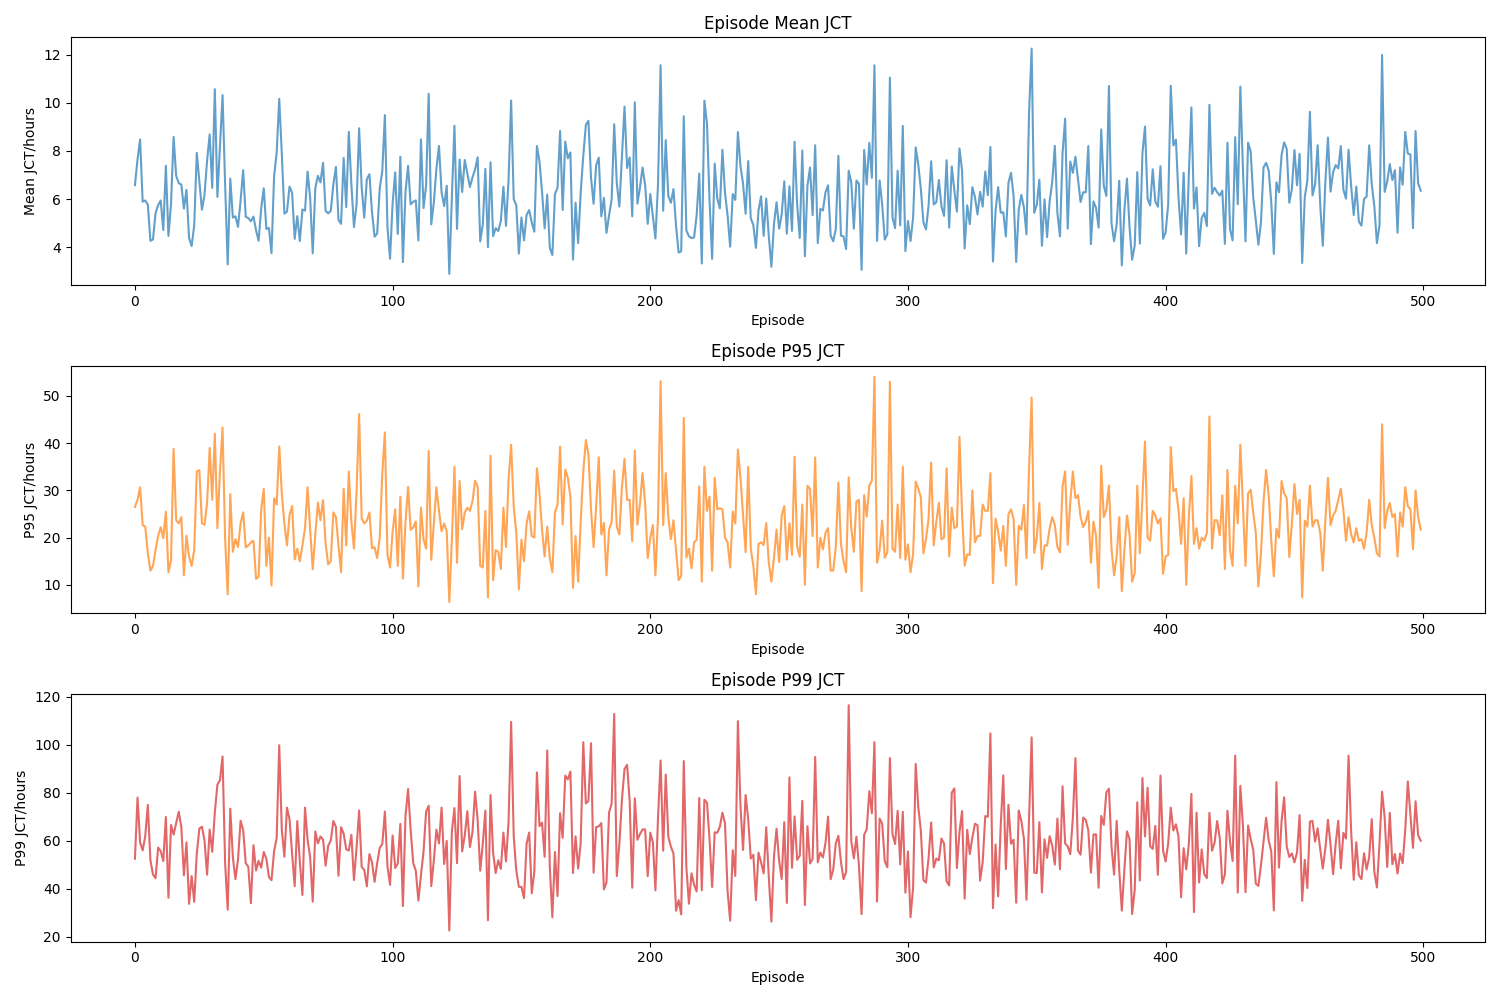 Episode Mean JCT
Mean JCT/hours
12
10
8
6
4
0 100 200 300 400 500
Episode
Episode P95 JCT
P95 JCT/hours
50
40
30
20
10
0 100 200 300 400 500
Episode
Episode P99 JCT
P99 JCT/hours
120
100
80
60
40
20
0 100 200 300 400 500
Episode